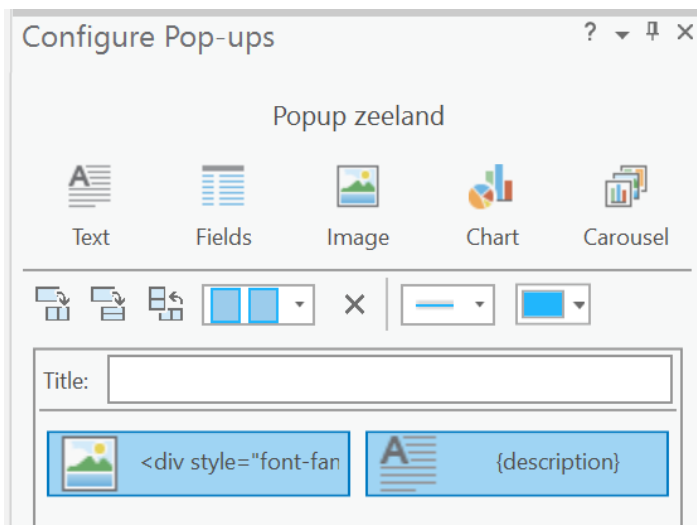 Configure Pop-ups ?
Popup zeeland
Text Fields Image Chart Carousel
Title:
<div style="font-fan {description}